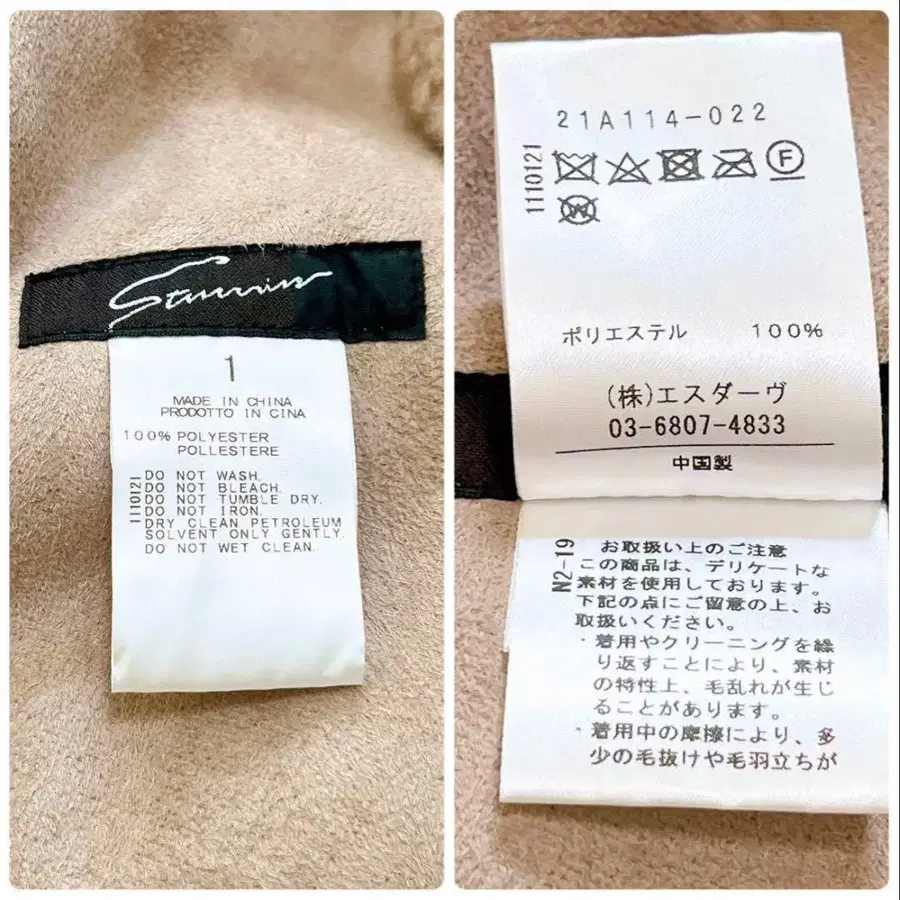 Stunning
1
MADE IN CHINA
PRODOTTO IN CINA
100% POLYESTER
POLLESTERE
1110121
DO NOT WASH.
DO NOT BLEACH.
DO NOT TUMBLE DRY.
DO NOT IRON.
DRY CLEAN PETROLEUM
SOLVENT ONLY GENTLY.
DO NOT WET CLEAN.
21A114-022
1110121
F
W
ポリエステル 100%
(株)エスダーヴ
03-6807-4833
中国製
N2-19
お取扱い上のご注意
この商品は、デリケートな
素材を使用しております。
下記の点にご留意の上、お
取扱いください。
・着用やクリーニングを繰
り返すことにより、素材
の特性上、毛乱れが生じ
ることがあります。
・着用中の摩擦により、多
少の毛抜けや毛羽立ちが